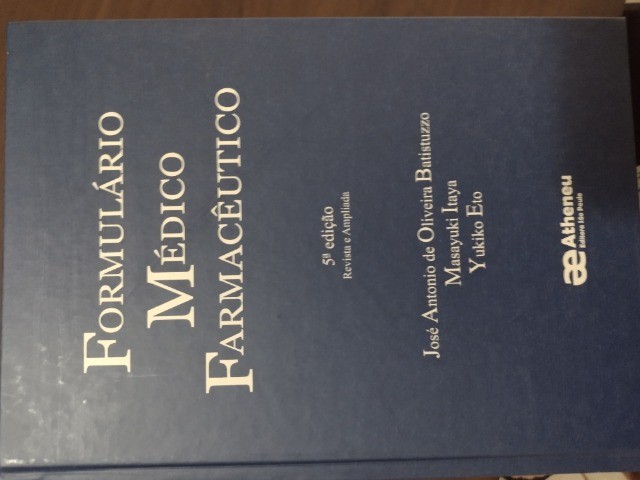 FORMULÁRIO
MÉDICO
FARMACÊUTICO
5ª edição
Revista e Ampliada
José Antonio de Oliveira Batistuzzo
Masayuki Itaya
Yukiko Eto
æ Atheneu
Editora São Paulo